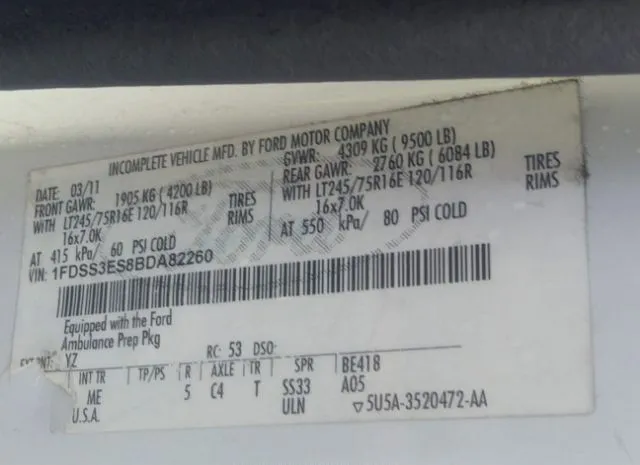 INCOMPLETE VEHICLE MFD. BY FORD MOTOR COMPANY
DATE: 03/11 GVWR: 4309 KG ( 9500 LB)
FRONT GAWR: 1905 KG ( 4200 LB) REAR GAWR: 2760 KG ( 6084 LB)
WITH LT245/75R16E 120/116R TIRES WITH LT245/75R16E 120/116R TIRES
16x7.0K RIMS 16x7.0K RIMS
AT 415 kPa/ 60 PSI COLD AT 550 kPa/ 80 PSI COLD
VIN: 1FDSS3ES8BDA82260
Equipped with the Ford
Ambulance Prep Pkg
EXT PNT: YZ RC: 53 DSO:
INT TR TP/PS R AXLE TR SPR BE418
ME 5 C4 T SS33 A05
U.S.A. ULN ▽5U5A-3520472-AA